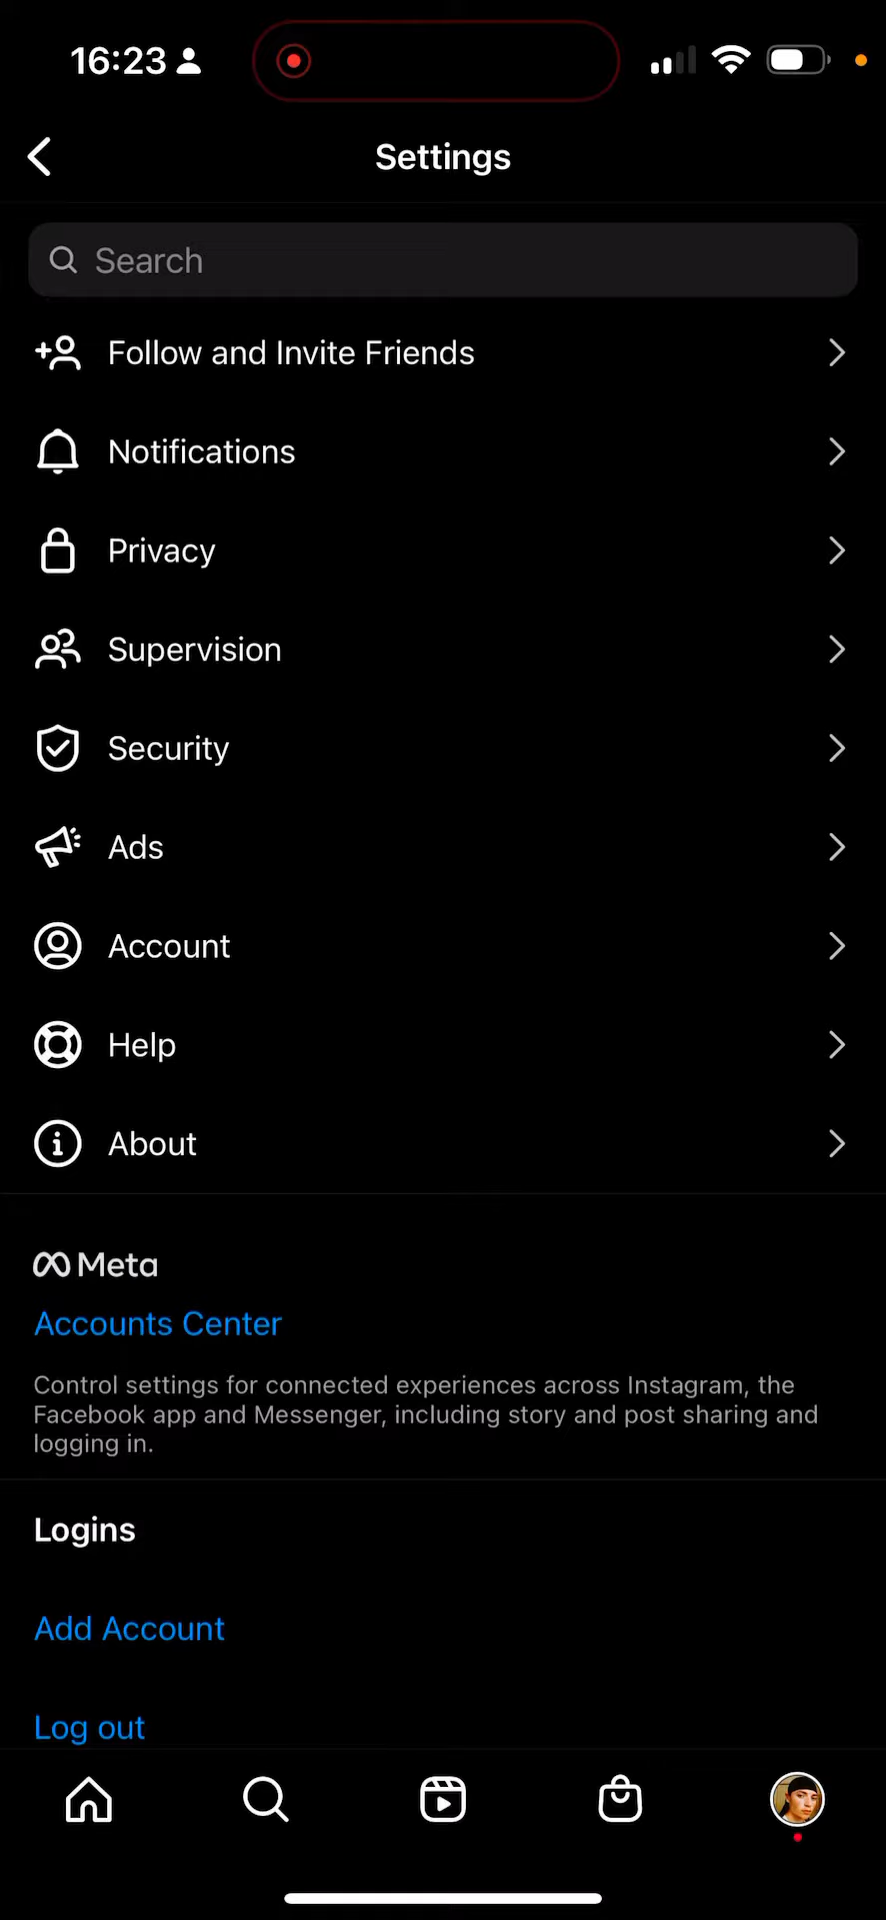 16:23
Settings
Search
Follow and Invite Friends
Notifications
Privacy
Supervision
Security
Ads
Account
Help
About
Meta
Accounts Center
Control settings for connected experiences across Instagram, the
Facebook app and Messenger, including story and post sharing and
logging in.
Logins
Add Account
Log out